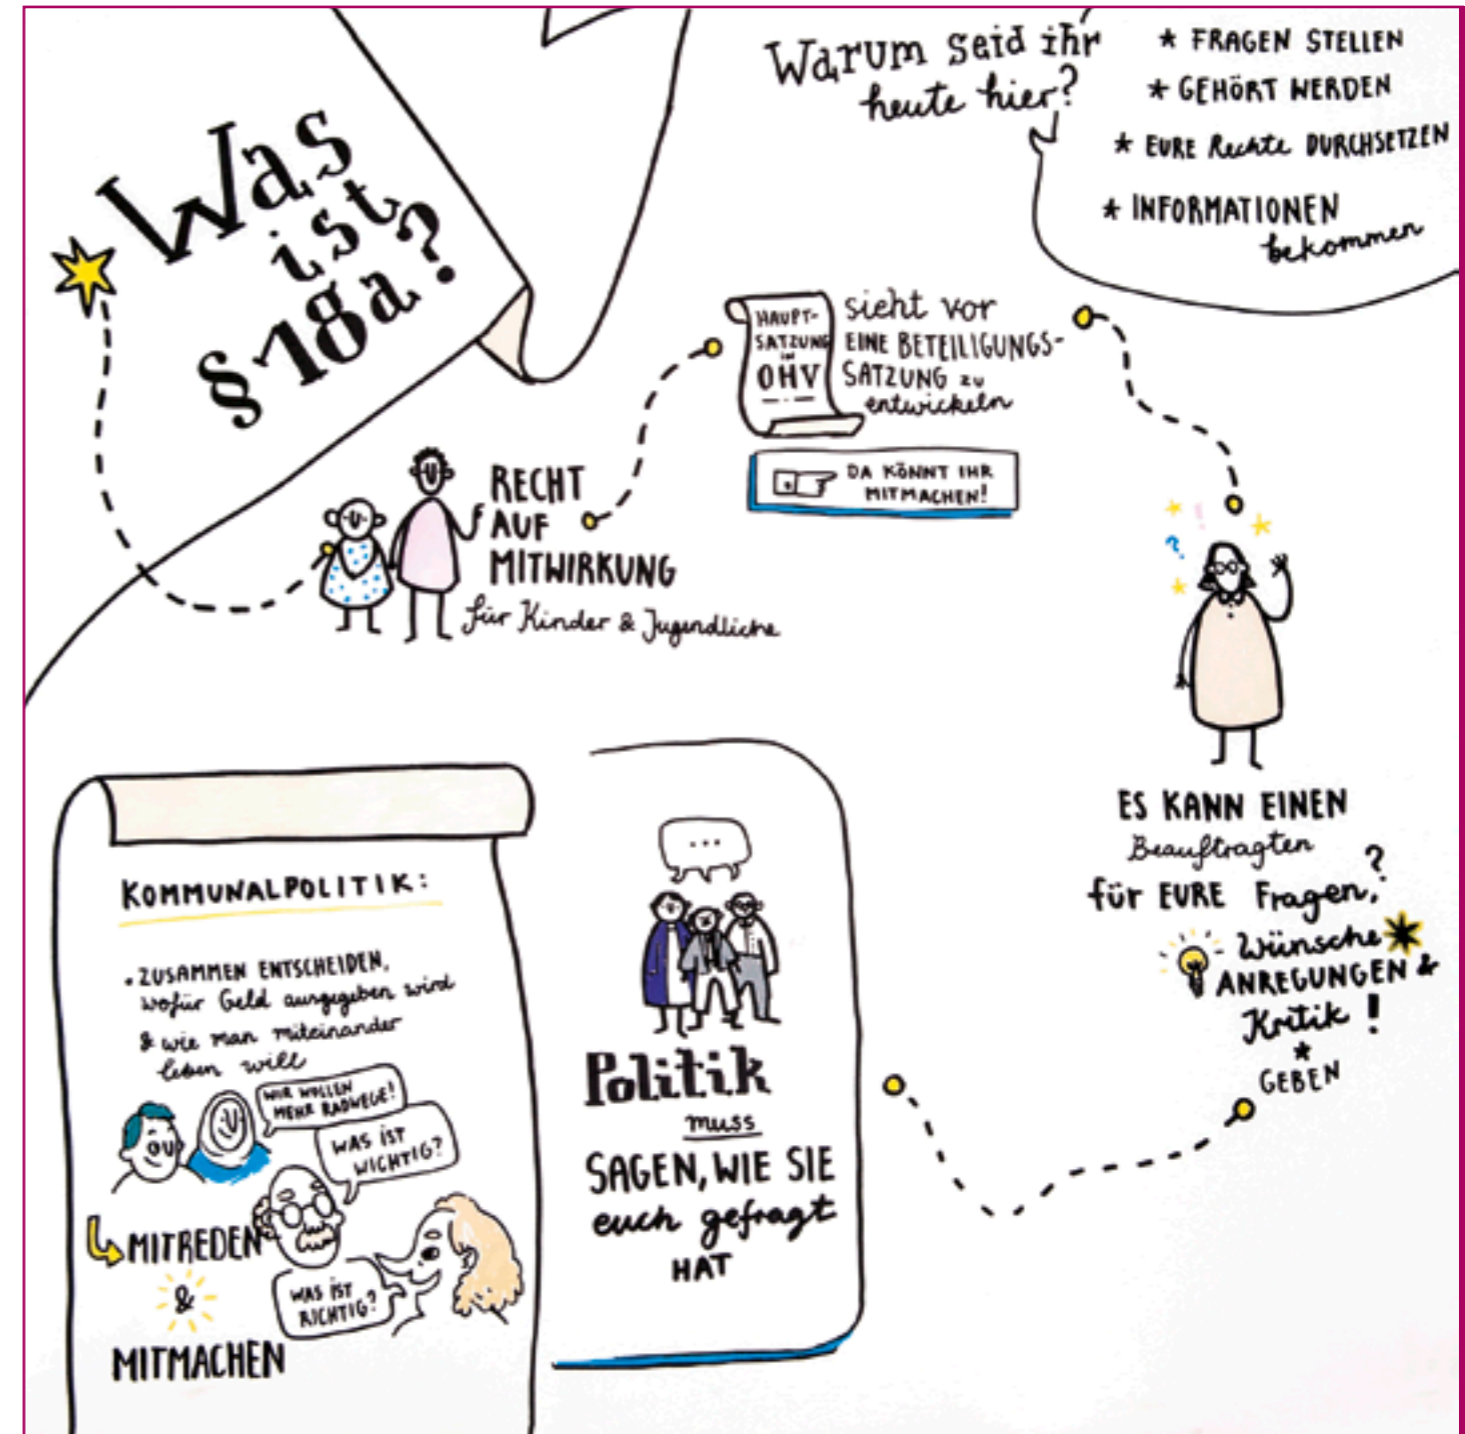 Was
ist
§ 18a?
Warum seid ihr
heute hier?
* FRAGEN STELLEN
* GEHÖRT WERDEN
* EURE Rechte DURCHSETZEN
* INFORMATIONEN
bekommen
RECHT
AUF
MITWIRKUNG
für Kinder & Jugendliche
HAUPT-
SATZUNG
in
OHV
sieht vor
EINE BETEILIGUNGS-
SATZUNG zu
entwickeln
DA KÖNNT IHR
MITMACHEN!
? !
ES KANN EINEN
Beauftragten
für EURE Fragen, ?
Wünsche
ANREGUNGEN &
Kritik !
GEBEN
...
Politik
muss
SAGEN, WIE SIE
euch gefragt
HAT
KOMMUNALPOLITIK:
• ZUSAMMEN ENTSCHEIDEN,
wofür Geld ausgegeben wird
& wie man miteinander
leben will
WIR WOLLEN
MEHR RADWEGE!
WAS IST
WICHTIG?
MITREDEN
&
MITMACHEN
WAS IST
RICHTIG?